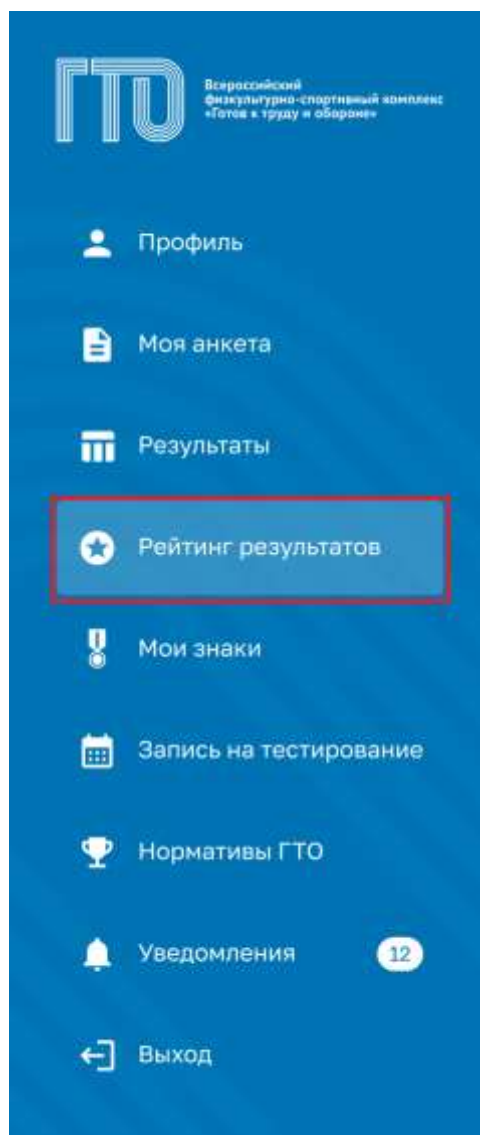 ГТО
Всероссийский
физкультурно-спортивный комплекс
«Готов к труду и обороне»
Профиль
Моя анкета
Результаты
Рейтинг результатов
Мои знаки
Запись на тестирование
Нормативы ГТО
Уведомления 12
Выход